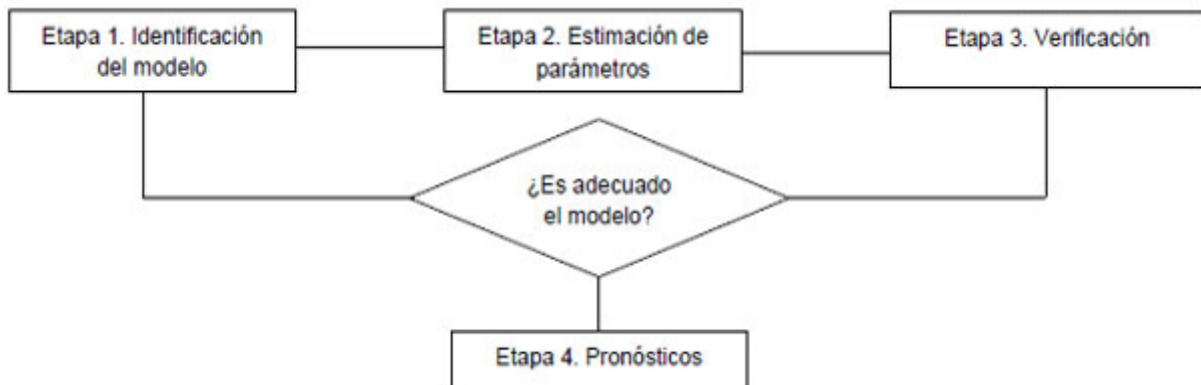 Etapa 1. Identificación
del modelo
Etapa 2. Estimación de
parámetros
Etapa 3. Verificación
¿Es adecuado
el modelo?
Etapa 4. Pronósticos